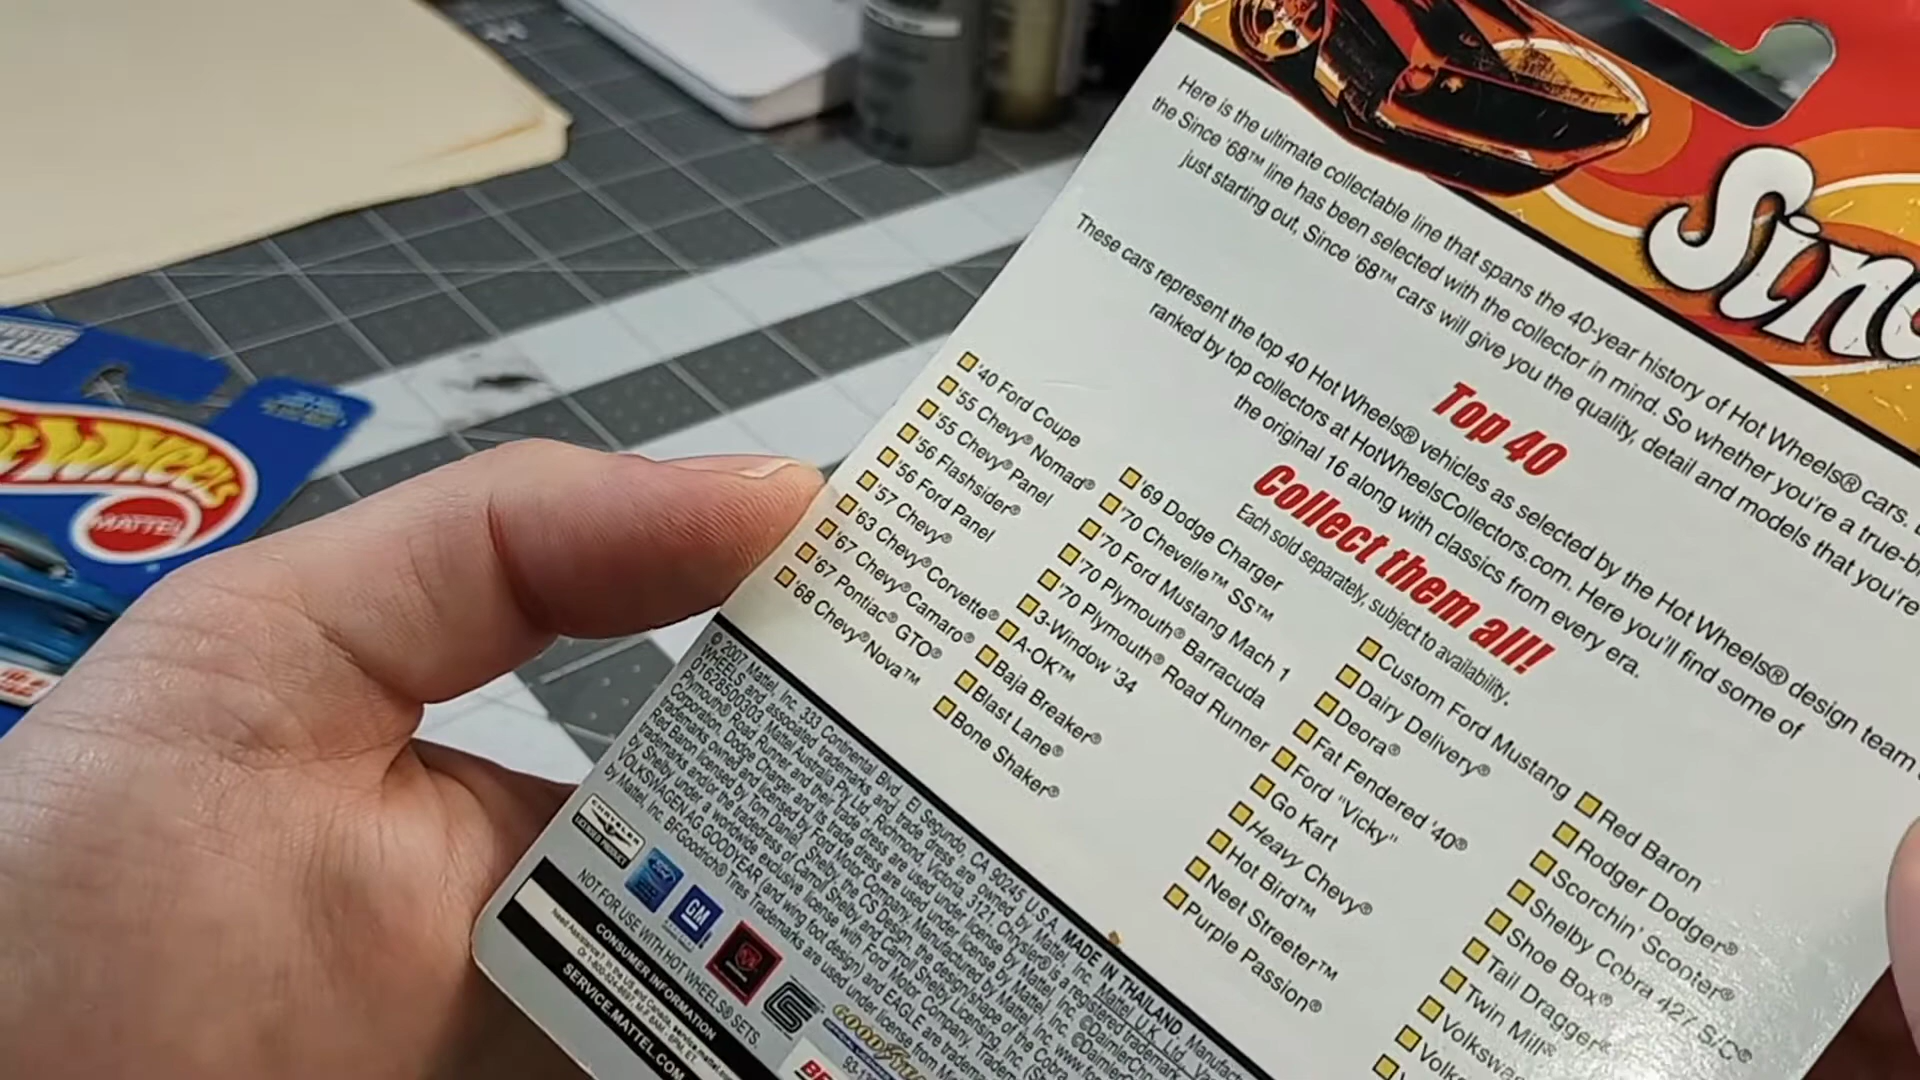 Sinc
Here is the ultimate collectable line that spans the 40-year history of Hot Wheels® cars.
the Since '68™ line has been selected with the collector in mind. So whether you're a true-b
just starting out, Since '68™ cars will give you the quality, detail and models that you're
Top 40
These cars represent the top 40 Hot Wheels® vehicles as selected by the Hot Wheels® design team
ranked by top collectors at HotWheelsCollectors.com. Here you'll find some of
the original 16 along with classics from every era.
Collect them all!
Each sold separately, subject to availability.
'40 Ford Coupe
'55 Chevy® Nomad®
'55 Chevy® Panel
'56 Flashsider®
'56 Ford Panel
'57 Chevy®
'63 Chevy® Corvette®
'67 Chevy® Camaro®
'67 Pontiac® GTO®
'68 Chevy® Nova™
'69 Dodge Charger
'70 Chevelle™ SS™
'70 Ford Mustang Mach 1
'70 Plymouth® Barracuda
'70 Plymouth® Road Runner
3-Window '34
A-OK™
Baja Breaker®
Blast Lane®
Bone Shaker®
Custom Ford Mustang
Dairy Delivery®
Deora®
Fat Fendered '40®
Ford "Vicky"
Go Kart
Heavy Chevy®
Hot Bird™
Neet Streeter™
Purple Passion®
Red Baron
Rodger Dodger®
Scorchin' Scooter®
Shelby Cobra 427 S/C®
Shoe Box®
Tail Dragger®
Twin Mill®
Volkswa
Volks
© 2007 Mattel, Inc. 333 Continental Blvd., El Segundo, CA 90245 U.S.A. MADE IN THAILAND.
NOT FOR USE WITH HOT WHEELS® SETS.
CONSUMER INFORMATION
SERVICE.MATTEL.COM
LICENSED PRODUCT
Ford
GM
GOODYEAR
Wheels
MATTEL